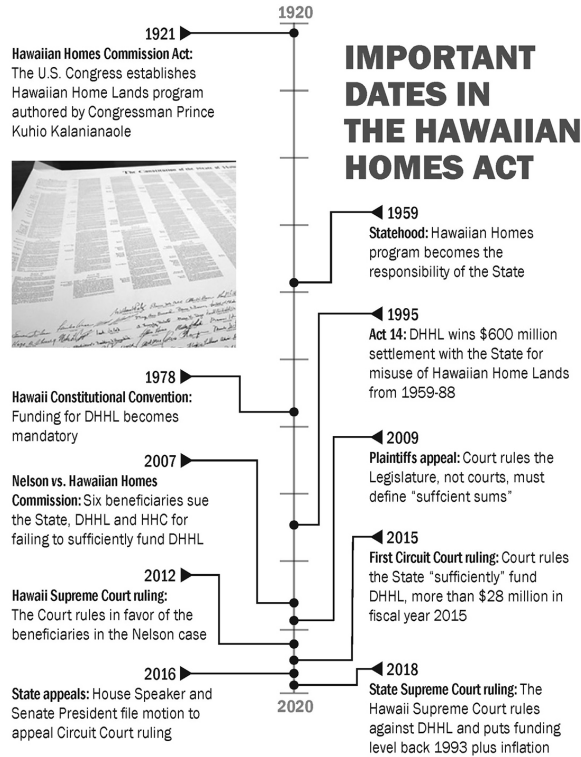 1920
IMPORTANT
DATES IN
THE HAWAIIAN
HOMES ACT
1921
Hawaiian Homes Commission Act:
The U.S. Congress establishes
Hawaiian Home Lands program
authored by Congressman Prince
Kuhio Kalanianaole
1959
Statehood: Hawaiian Homes
program becomes the
responsibility of the State
1995
Act 14: DHHL wins $600 million
settlement with the State for
misuse of Hawaiian Home Lands
from 1959-88
1978
Hawaii Constitutional Convention:
Funding for DHHL becomes
mandatory
2009
Plaintiffs appeal: Court rules the
Legislature, not courts, must
define “suffcient sums”
2007
Nelson vs. Hawaiian Homes
Commission: Six beneficiaries sue
the State, DHHL and HHC for
failing to sufficiently fund DHHL
2015
First Circuit Court ruling: Court rules
the State “sufficiently” fund
DHHL, more than $28 million in
fiscal year 2015
2012
Hawaii Supreme Court ruling:
The Court rules in favor of the
beneficiaries in the Nelson case
2016
State appeals: House Speaker and
Senate President file motion to
appeal Circuit Court ruling
2018
State Supreme Court ruling: The
Hawaii Supreme Court rules
against DHHL and puts funding
level back 1993 plus inflation
2020